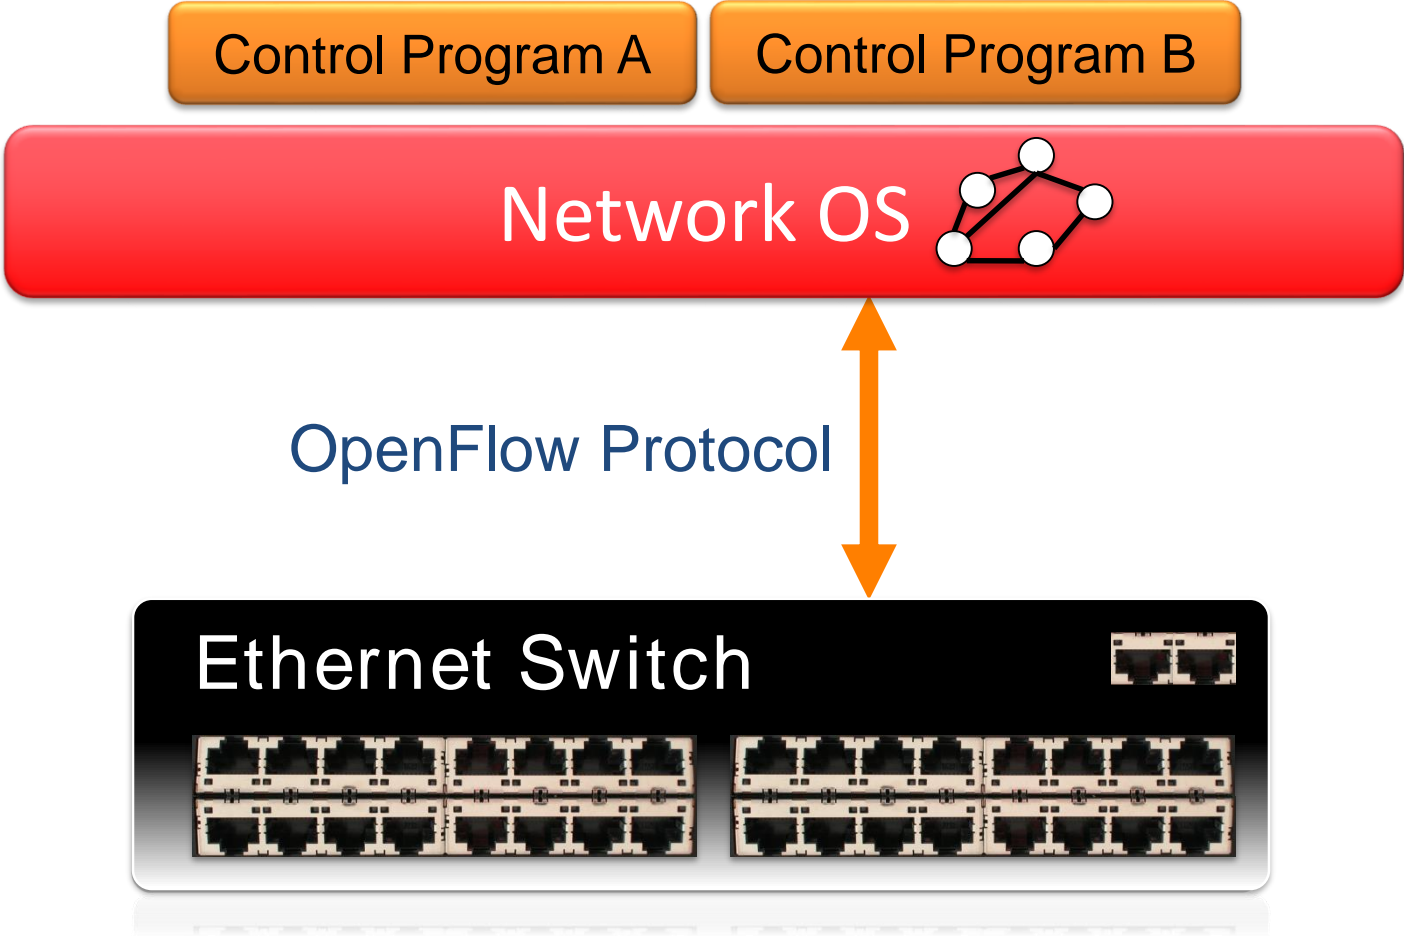 Control Program A
Control Program B
Network OS
OpenFlow Protocol
Ethernet Switch